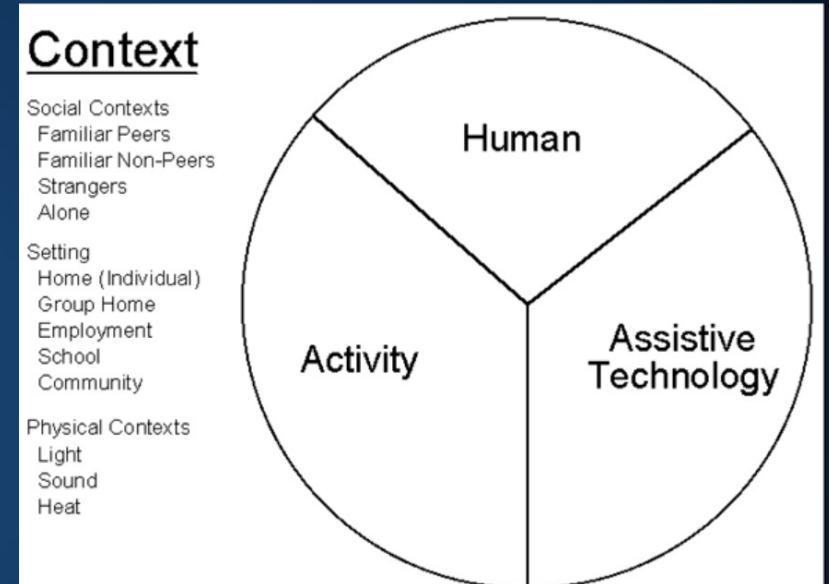 Context
Social Contexts
Familiar Peers
Familiar Non-Peers
Strangers
Alone
Setting
Home (Individual)
Group Home
Employment
School
Community
Physical Contexts
Light
Sound
Heat
Human
Activity
Assistive
Technology